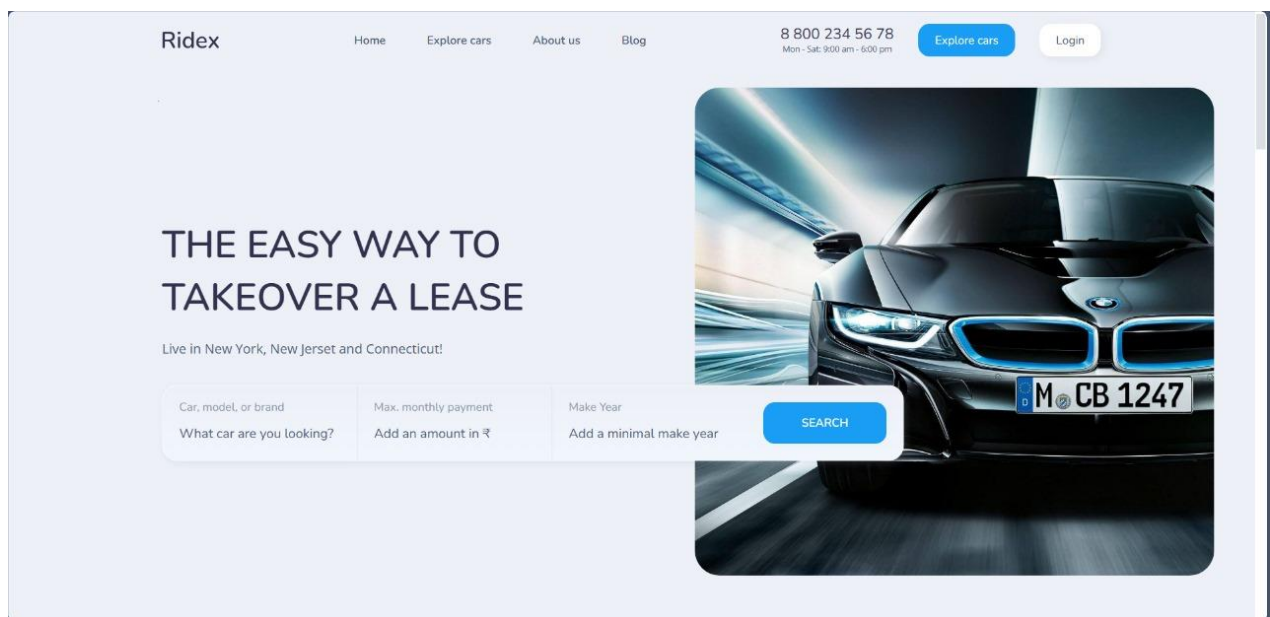 Ridex
Home Explore cars About us Blog
8 800 234 56 78
Mon - Sat: 9:00 am - 6:00 pm
Explore cars
Login
THE EASY WAY TO
TAKEOVER A LEASE
Live in New York, New Jerset and Connecticut!
Car, model, or brand
What car are you looking?
Max. monthly payment
Add an amount in ₹
Make Year
Add a minimal make year
SEARCH
M CB 1247
D